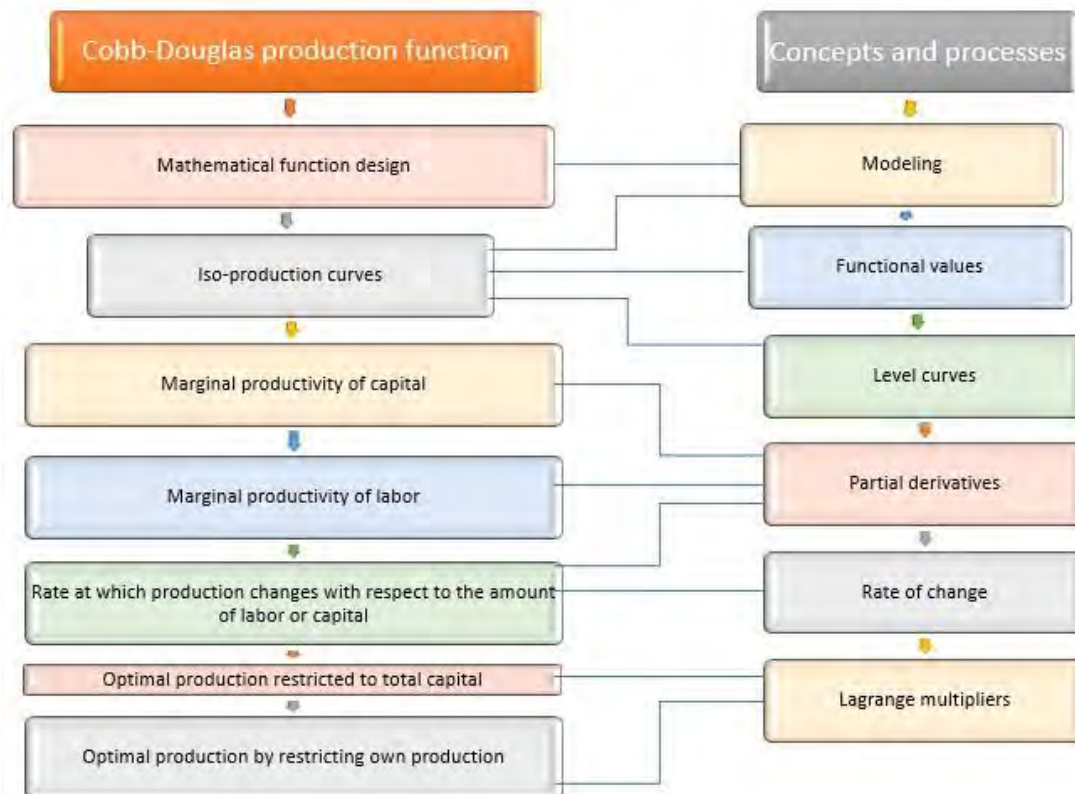 Cobb-Douglas production function
Concepts and processes
Mathematical function design
Modeling
Iso-production curves
Functional values
Marginal productivity of capital
Level curves
Marginal productivity of labor
Partial derivatives
Rate at which production changes with respect to the amount
of labor or capital
Rate of change
Optimal production restricted to total capital
Lagrange multipliers
Optimal production by restricting own production